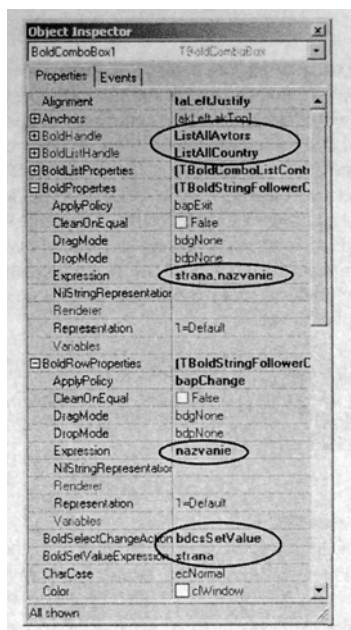 Object Inspector
BoldComboBox1 TBoldComboBox
Properties Events
Alignment taLeftJustify
Anchors [akLeft,akTop]
BoldHandle ListAllAvtors
BoldListHandle ListAllCountry
BoldListProperties (TBoldComboListContr
BoldProperties (TBoldStringFollowerC
ApplyPolicy bapExit
CleanOnEqual False
DragMode bdgNone
DropMode bdpNone
Expression strana.nazvanie
NilStringRepresentation
Renderer
Representation 1=Default
Variables
BoldRowProperties (TBoldStringFollowerC
ApplyPolicy bapChange
CleanOnEqual False
DragMode bdgNone
DropMode bdpNone
Expression nazvanie
NilStringRepresentation
Renderer
Representation 1=Default
Variables
BoldSelectChangeAction bdcsSetValue
BoldSetValueExpression strana
CharCase ecNormal
Color clWindow
All shown